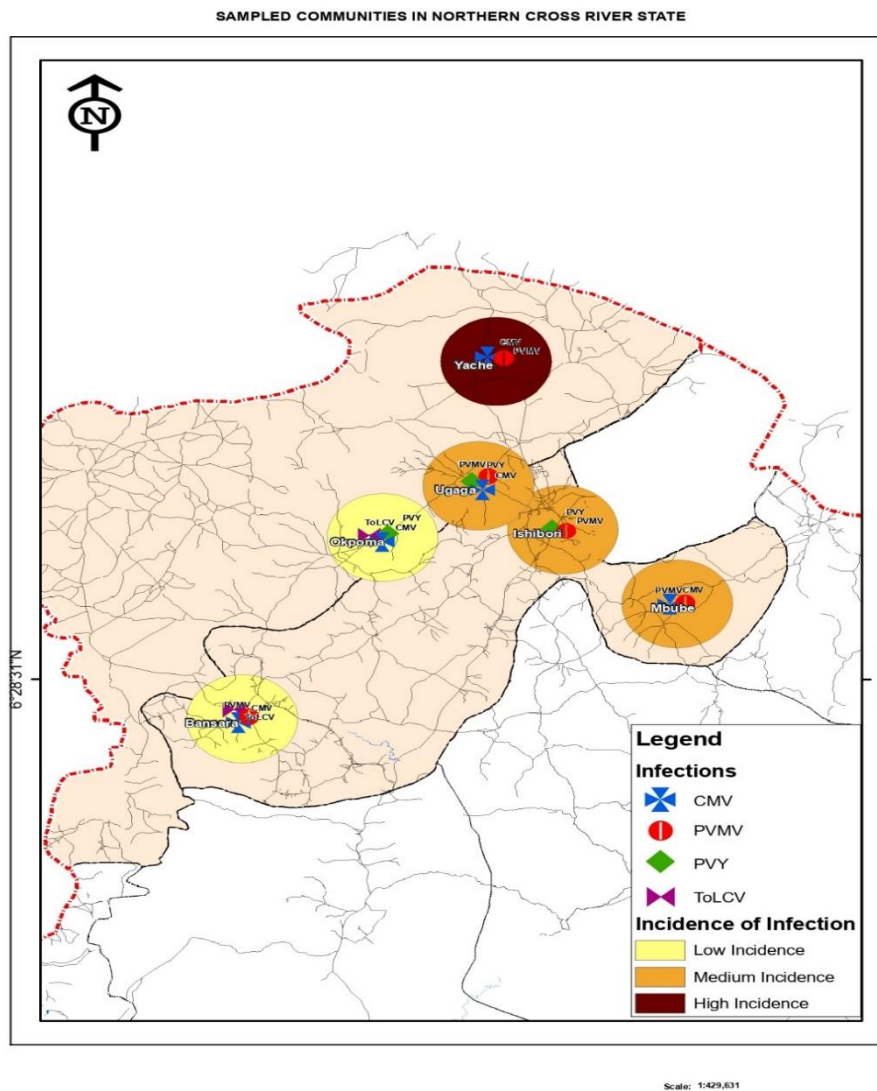 SAMPLED COMMUNITIES IN NORTHERN CROSS RIVER STATE
N
CMV
PVMV
Yache
PVMV PVY
CMV
Ugaga
ToLCV PVY
CMV
Okpoma
PVY
PVMV
Ishibori
PVMV CMV
Mbube
6°28'31"N
PVMV CMV
ToLCV
Bansara
Legend
Infections
CMV
PVMV
PVY
ToLCV
Incidence of Infection
Low Incidence
Medium Incidence
High Incidence
Scale: 1:429,631